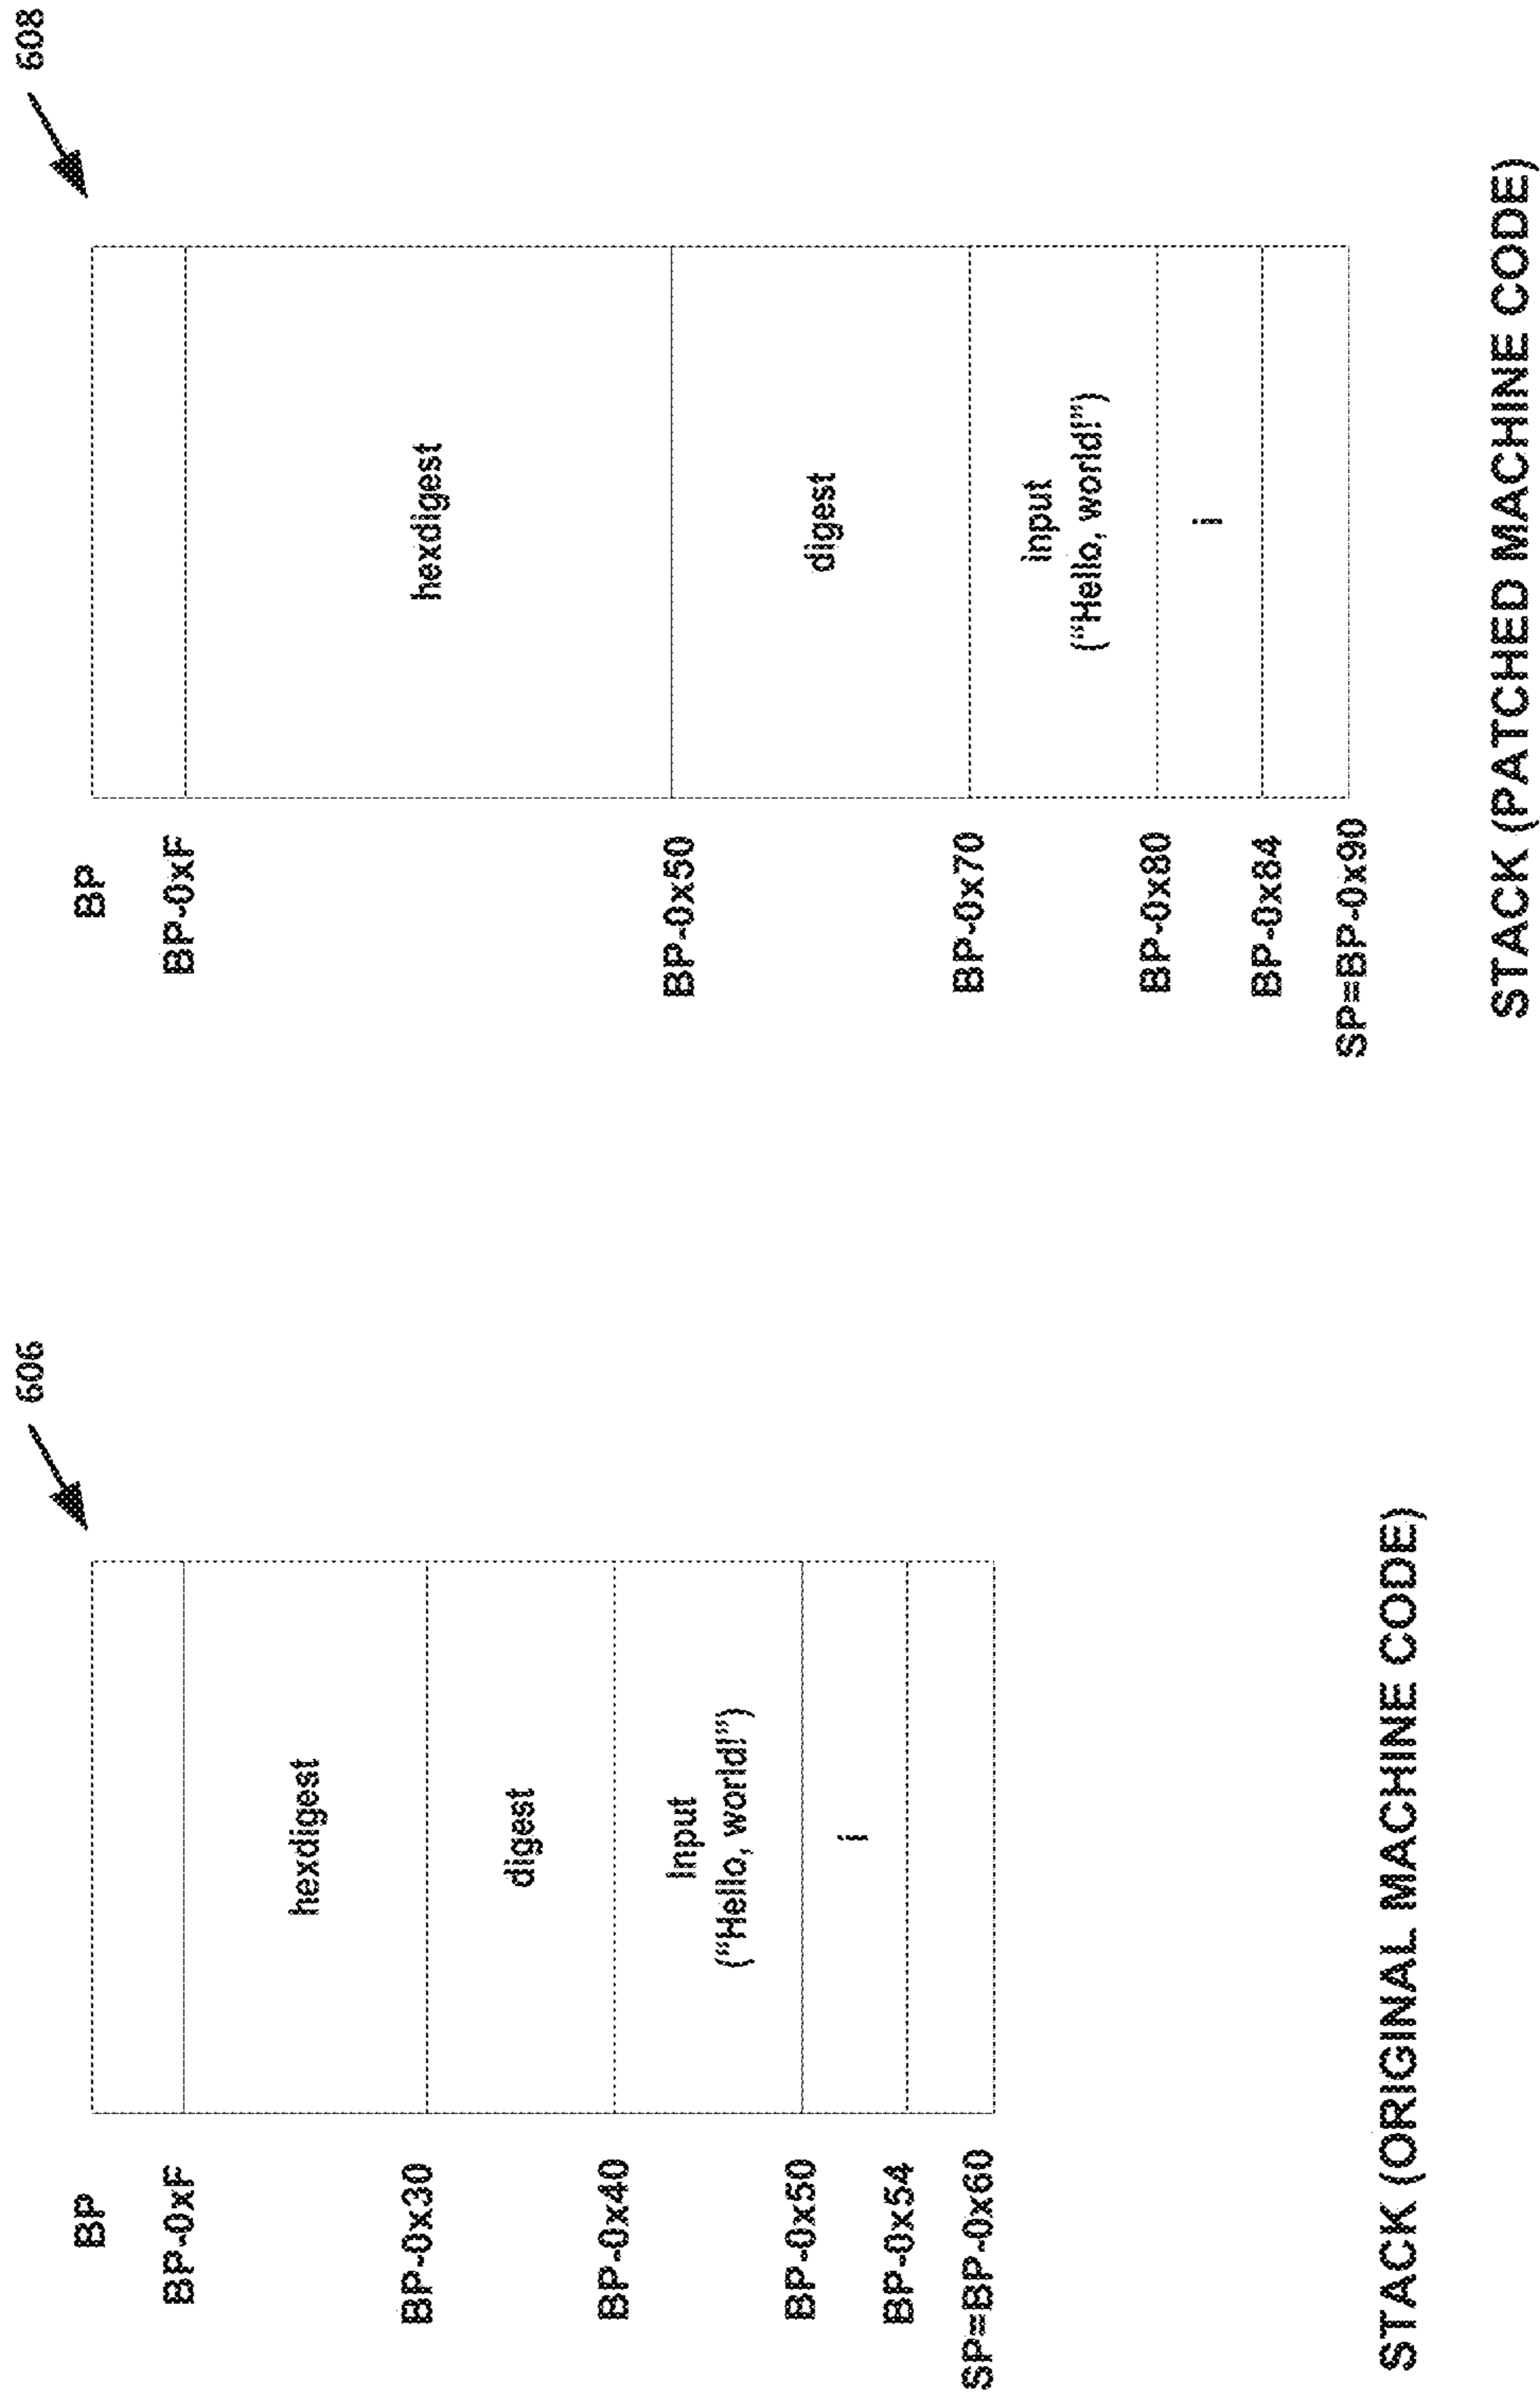 606
BP
BP-0xF
hexdigest
BP-0x30
digest
BP-0x40
input
("Hello, world!")
BP-0x50
i
BP-0x54
SP=BP-0x60
STACK (ORIGINAL MACHINE CODE)
608
BP
BP-0xF
hexdigest
BP-0x50
digest
BP-0x70
input
("Hello, world!")
BP-0x80
i
BP-0x84
SP=BP-0x90
STACK (PATCHED MACHINE CODE)